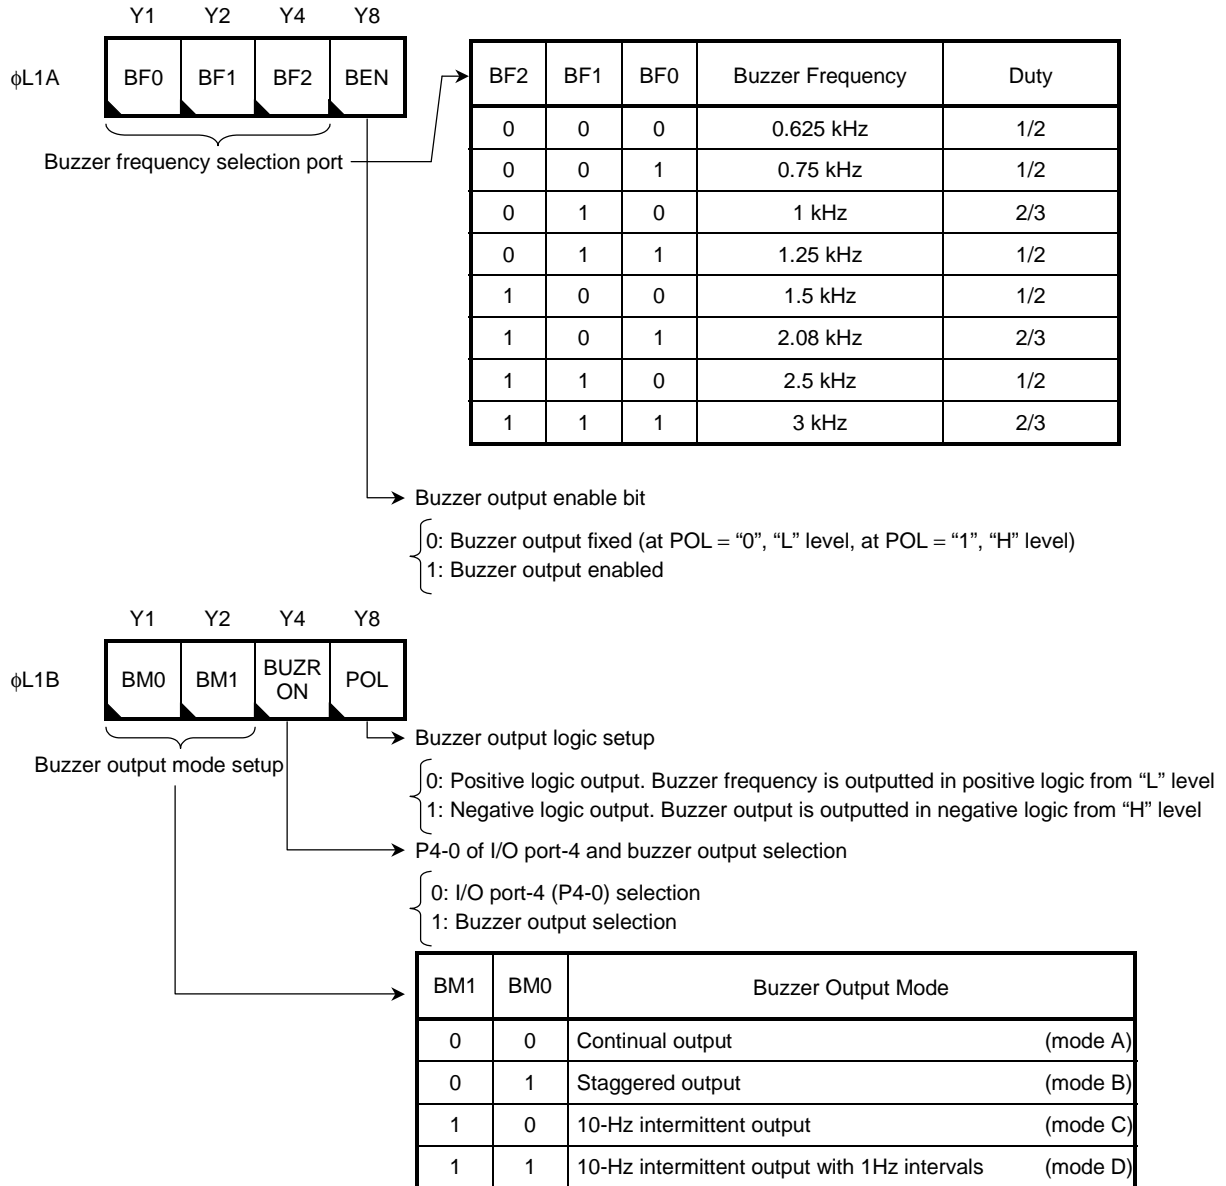 Y1 Y2 Y4 Y8
φL1A BF0 BF1 BF2 BEN
Buzzer frequency selection port
BF2 BF1 BF0 Buzzer Frequency Duty
0 0 0 0.625 kHz 1/2
0 0 1 0.75 kHz 1/2
0 1 0 1 kHz 2/3
0 1 1 1.25 kHz 1/2
1 0 0 1.5 kHz 1/2
1 0 1 2.08 kHz 2/3
1 1 0 2.5 kHz 1/2
1 1 1 3 kHz 2/3
Buzzer output enable bit
0: Buzzer output fixed (at POL = “0”, “L” level, at POL = “1”, “H” level)
1: Buzzer output enabled
Y1 Y2 Y4 Y8
φL1B BM0 BM1 BUZR ON POL
Buzzer output mode setup
Buzzer output logic setup
0: Positive logic output. Buzzer frequency is outputted in positive logic from “L” level
1: Negative logic output. Buzzer output is outputted in negative logic from “H” level
P4-0 of I/O port-4 and buzzer output selection
0: I/O port-4 (P4-0) selection
1: Buzzer output selection
BM1 BM0 Buzzer Output Mode
0 0 Continual output (mode A)
0 1 Staggered output (mode B)
1 0 10-Hz intermittent output (mode C)
1 1 10-Hz intermittent output with 1Hz intervals (mode D)